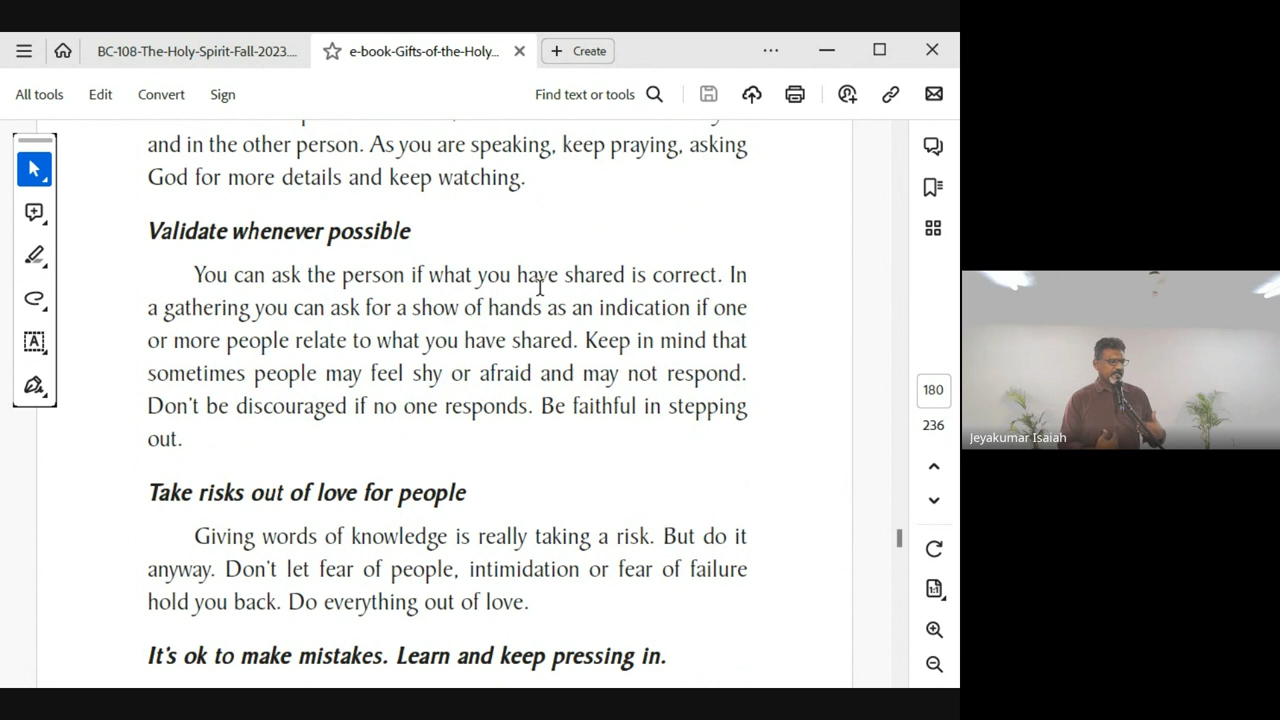 BC-108-The-Holy-Spirit-Fall-2023....
e-book-Gifts-of-the-Holy...
Create
All tools
Edit
Convert
Sign
Find text or tools
and in the other person. As you are speaking, keep praying, asking
God for more details and keep watching.
Validate whenever possible
You can ask the person if what you have shared is correct. In
a gathering you can ask for a show of hands as an indication if one
or more people relate to what you have shared. Keep in mind that
sometimes people may feel shy or afraid and may not respond.
Don't be discouraged if no one responds. Be faithful in stepping
out.
Take risks out of love for people
Giving words of knowledge is really taking a risk. But do it
anyway. Don't let fear of people, intimidation or fear of failure
hold you back. Do everything out of love.
It's ok to make mistakes. Learn and keep pressing in.
180
236
1:1
Jeyakumar Isaiah